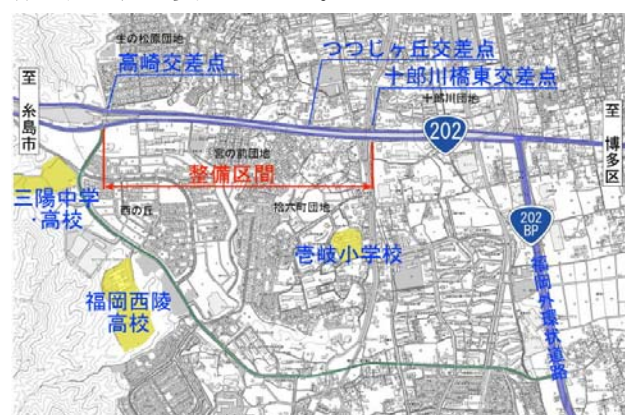 生の松原団地
高崎交差点
つつじヶ丘交差点
十郎川橋東交差点
十郎川団地
至 糸島市
至 博多区
202
宮の前団地
整備区間
三陽中学
・高校
西の丘
拾六町団地
壱岐小学校
202
BP
福岡外環状道路
福岡西陵
高校